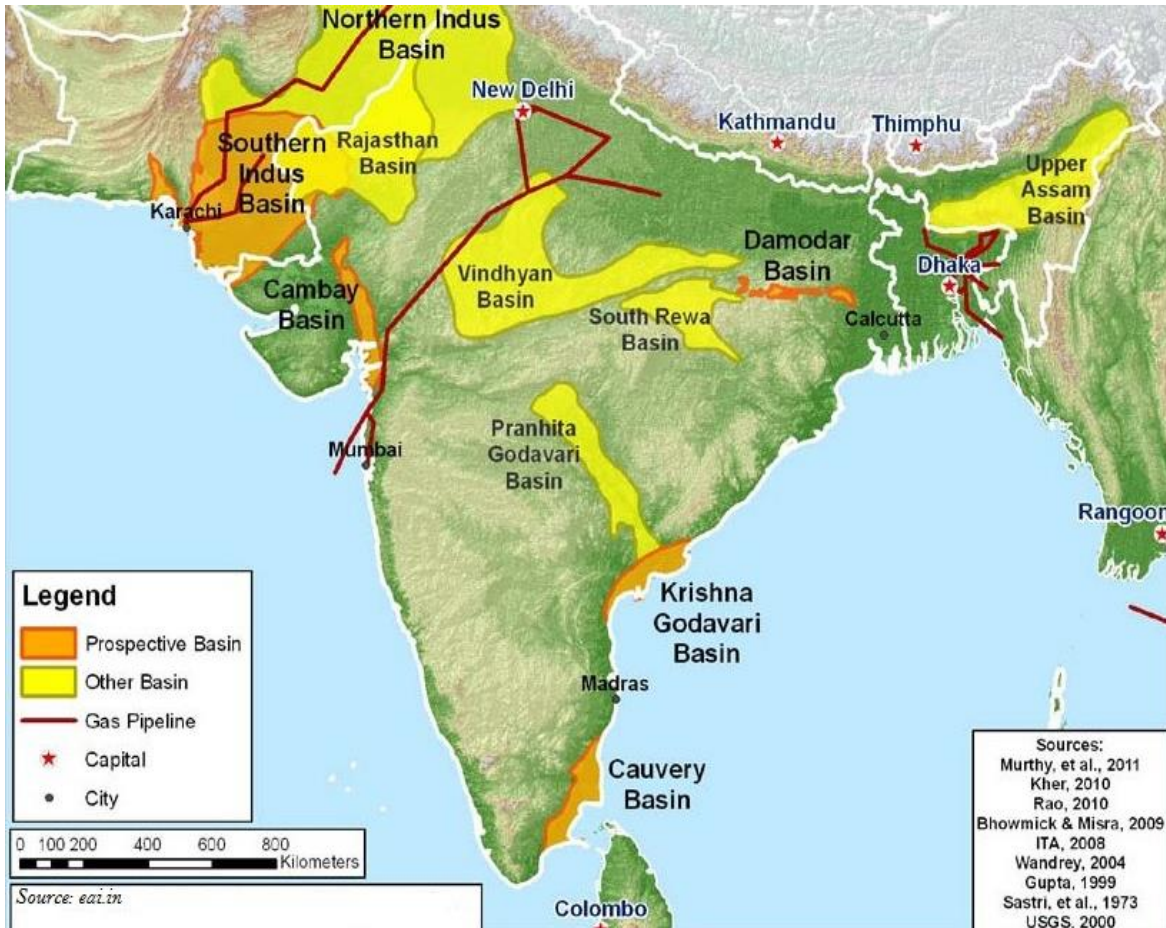 Northern Indus
Basin
New Delhi
Kathmandu
Thimphu
Southern
Indus
Basin
Rajasthan
Basin
Upper
Assam
Basin
Karachi
Damodar
Basin
Dhaka
Vindhyan
Basin
Cambay
Basin
South Rewa
Basin
Calcutta
Pranhita
Godavari
Basin
Mumbai
Rangoon
Krishna
Godavari
Basin
Madras
Cauvery
Basin
Colombo
Legend
Prospective Basin
Other Basin
Gas Pipeline
Capital
City
0 100 200 400 600 800
Kilometers
Source: eai.in
Sources:
Murthy, et al., 2011
Kher, 2010
Rao, 2010
Bhowmick & Misra, 2009
ITA, 2008
Wandrey, 2004
Gupta, 1999
Sastri, et al., 1973
USGS, 2000